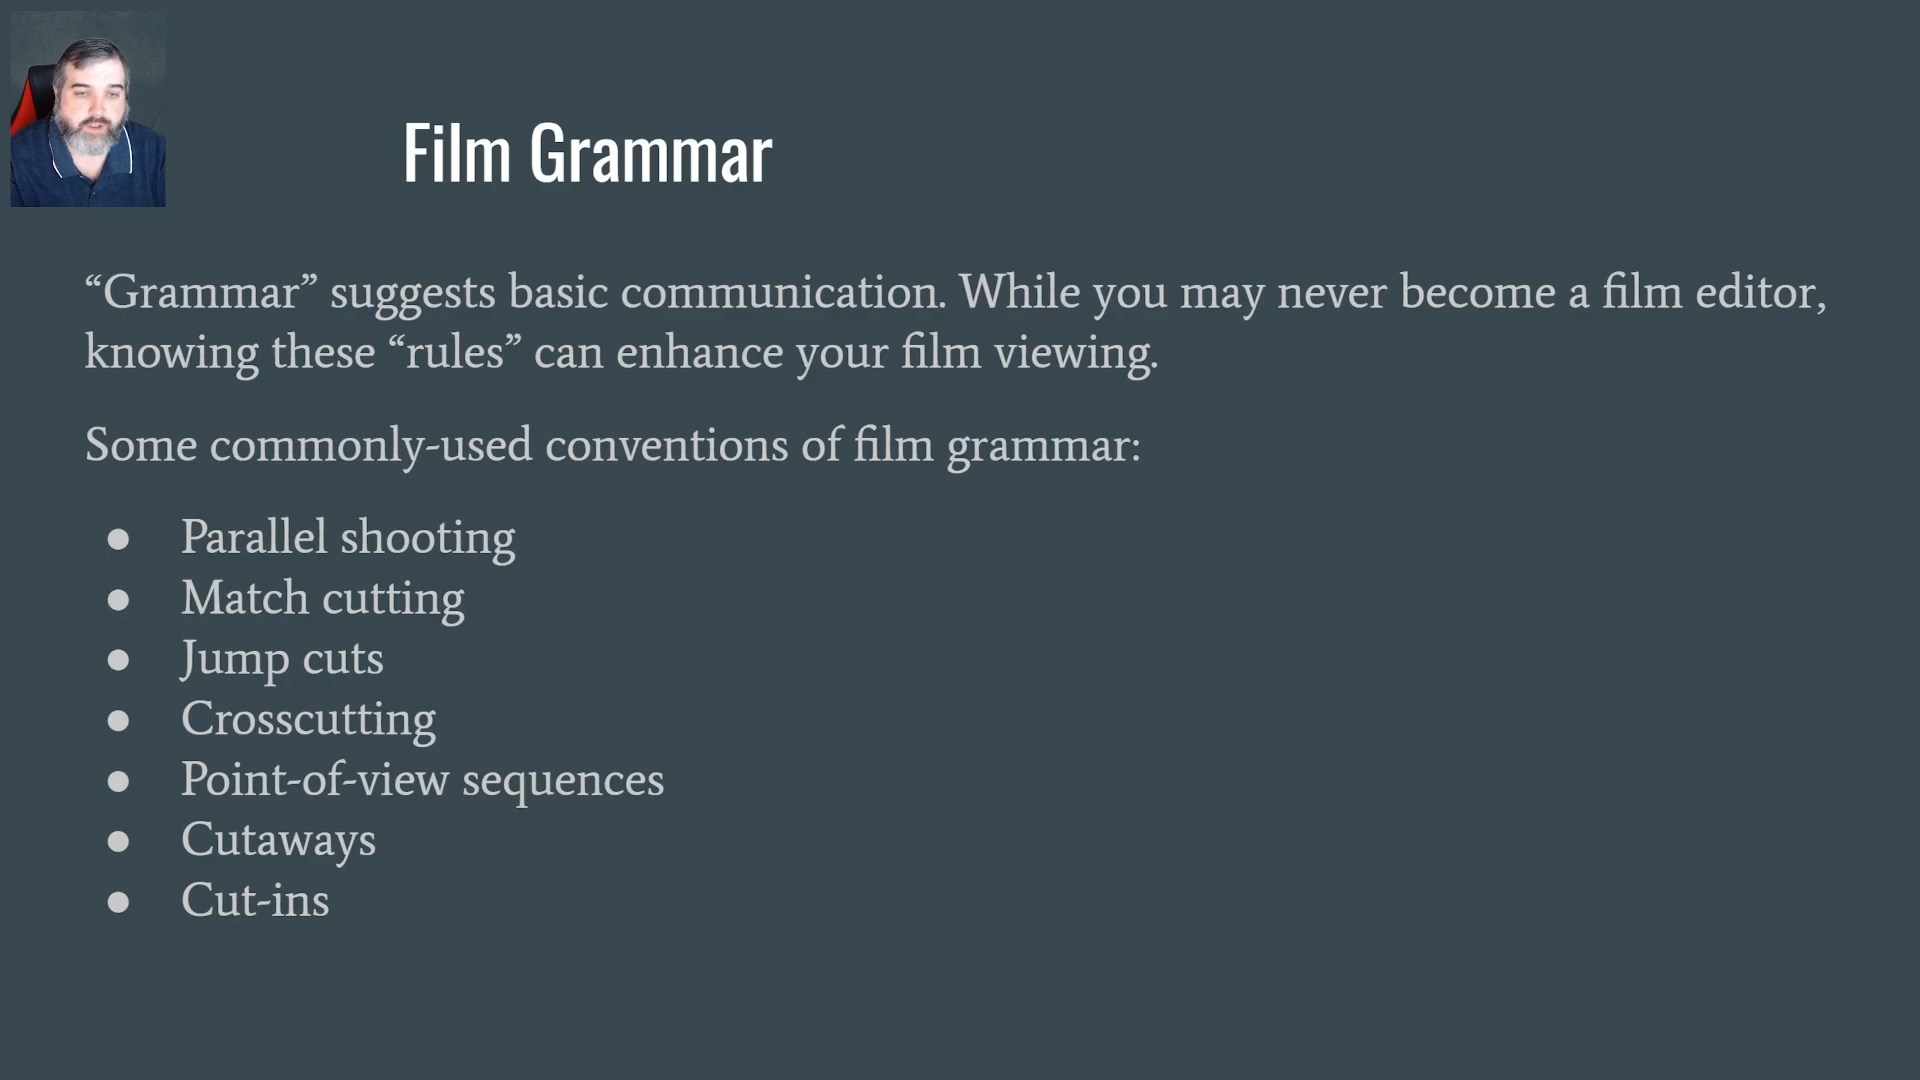 Film Grammar
“Grammar” suggests basic communication. While you may never become a film editor,
knowing these “rules” can enhance your film viewing.
Some commonly-used conventions of film grammar:
● Parallel shooting
● Match cutting
● Jump cuts
● Crosscutting
● Point-of-view sequences
● Cutaways
● Cut-ins